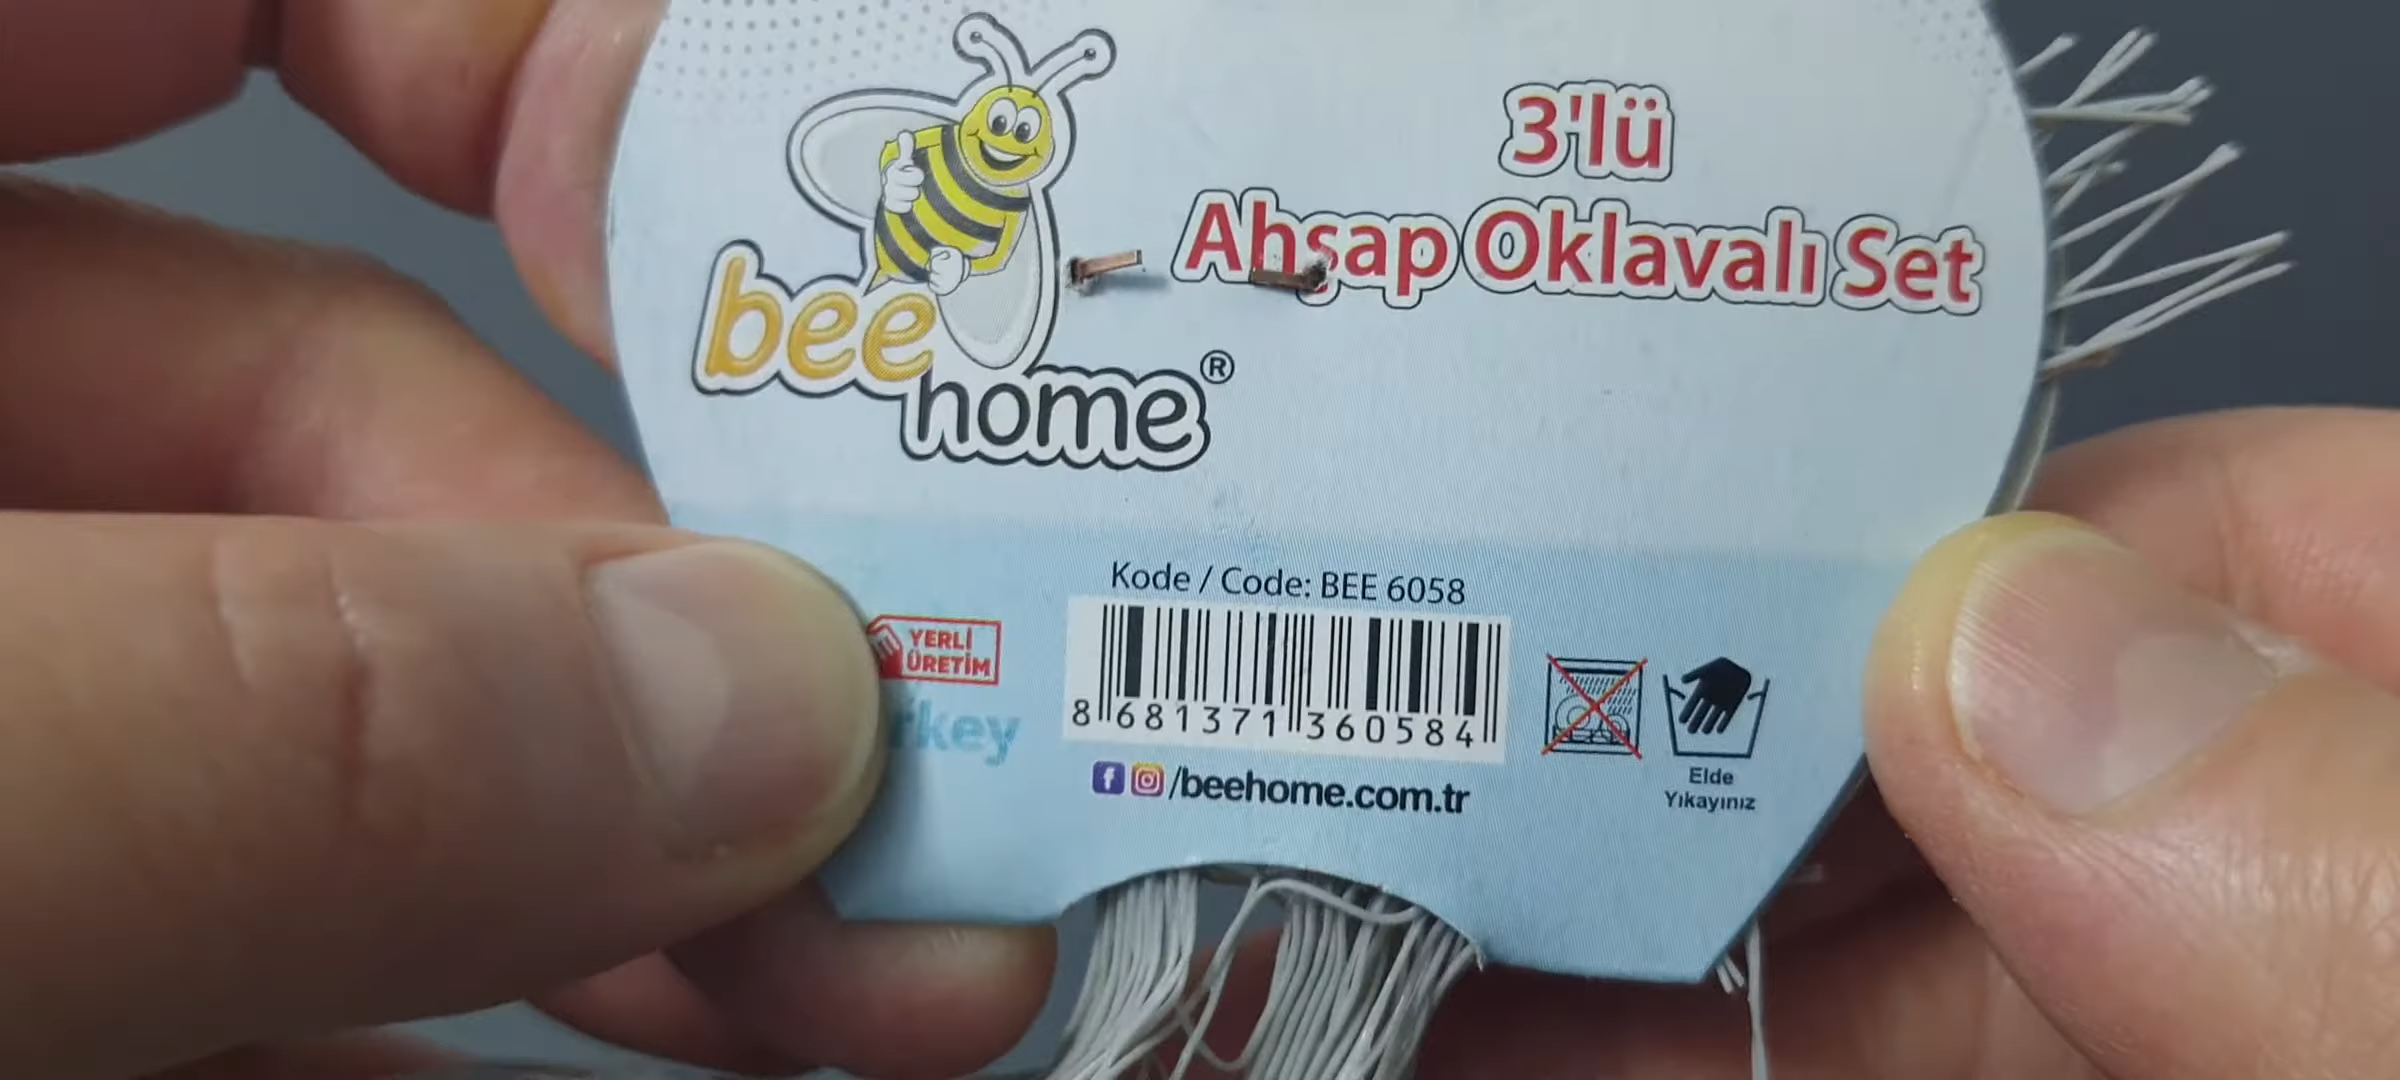 3'lü
Ahşap Oklavalı Set
bee
home®
Kode / Code: BEE 6058
YERLİ
ÜRETİM
8 681371 360584
/beehome.com.tr
Elde
Yıkayınız